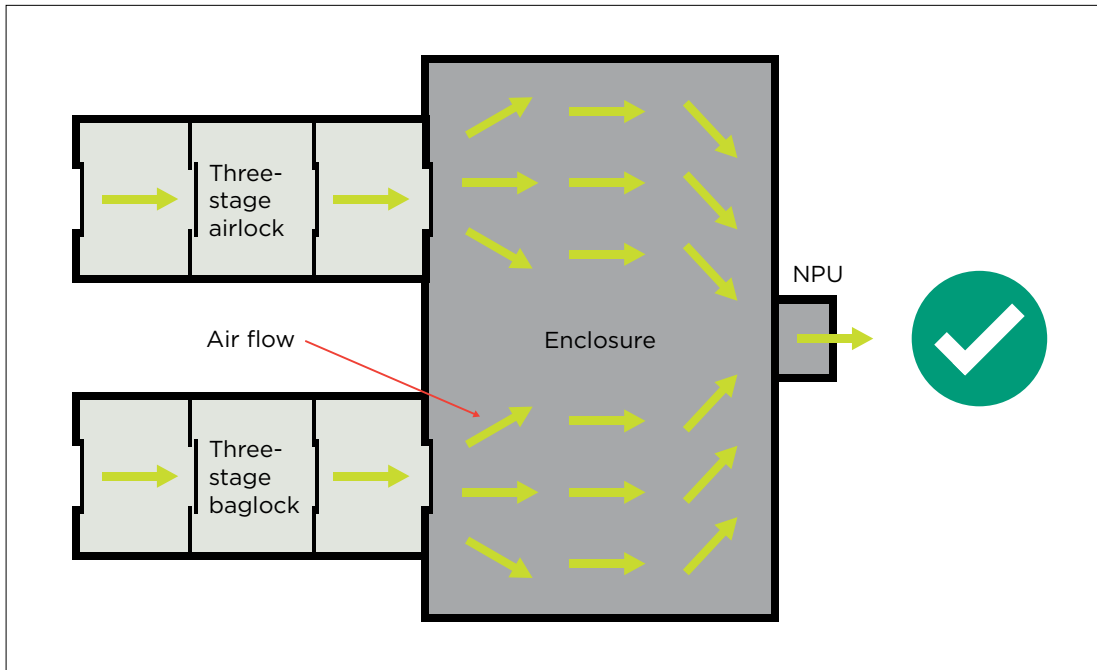 Three-
stage
airlock
NPU
Air flow
Enclosure
Three-
stage
baglock